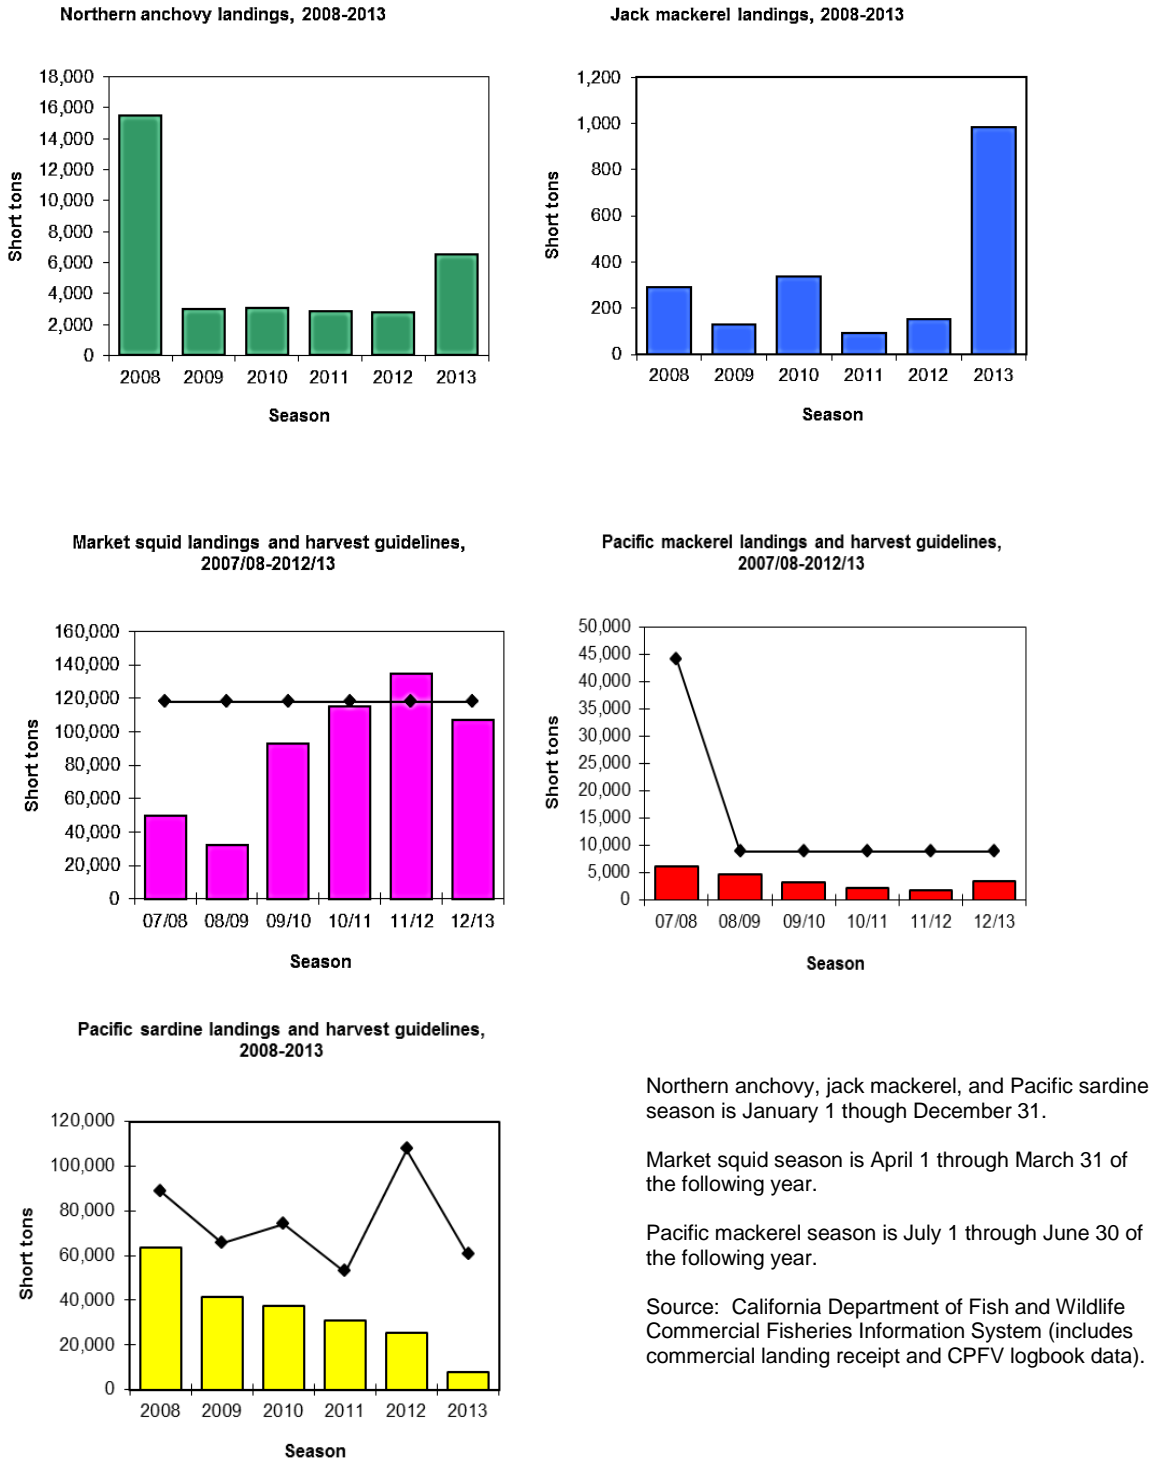 Northern anchovy landings, 2008-2013
18,000
16,000
14,000
12,000
10,000
8,000
6,000
4,000
2,000
0
Short tons
2008 2009 2010 2011 2012 2013
Season
Jack mackerel landings, 2008-2013
1,200
1,000
800
600
400
200
0
Short tons
2008 2009 2010 2011 2012 2013
Season
Market squid landings and harvest guidelines,
2007/08-2012/13
160,000
140,000
120,000
100,000
80,000
60,000
40,000
20,000
0
Short tons
07/08 08/09 09/10 10/11 11/12 12/13
Season
Pacific mackerel landings and harvest guidelines,
2007/08-2012/13
50,000
45,000
40,000
35,000
30,000
25,000
20,000
15,000
10,000
5,000
0
Short tons
07/08 08/09 09/10 10/11 11/12 12/13
Season
Pacific sardine landings and harvest guidelines,
2008-2013
120,000
100,000
80,000
60,000
40,000
20,000
0
Short tons
2008 2009 2010 2011 2012 2013
Season
Northern anchovy, jack mackerel, and Pacific sardine
season is January 1 though December 31.
Market squid season is April 1 through March 31 of
the following year.
Pacific mackerel season is July 1 through June 30 of
the following year.
Source:  California Department of Fish and Wildlife
Commercial Fisheries Information System (includes
commercial landing receipt and CPFV logbook data).